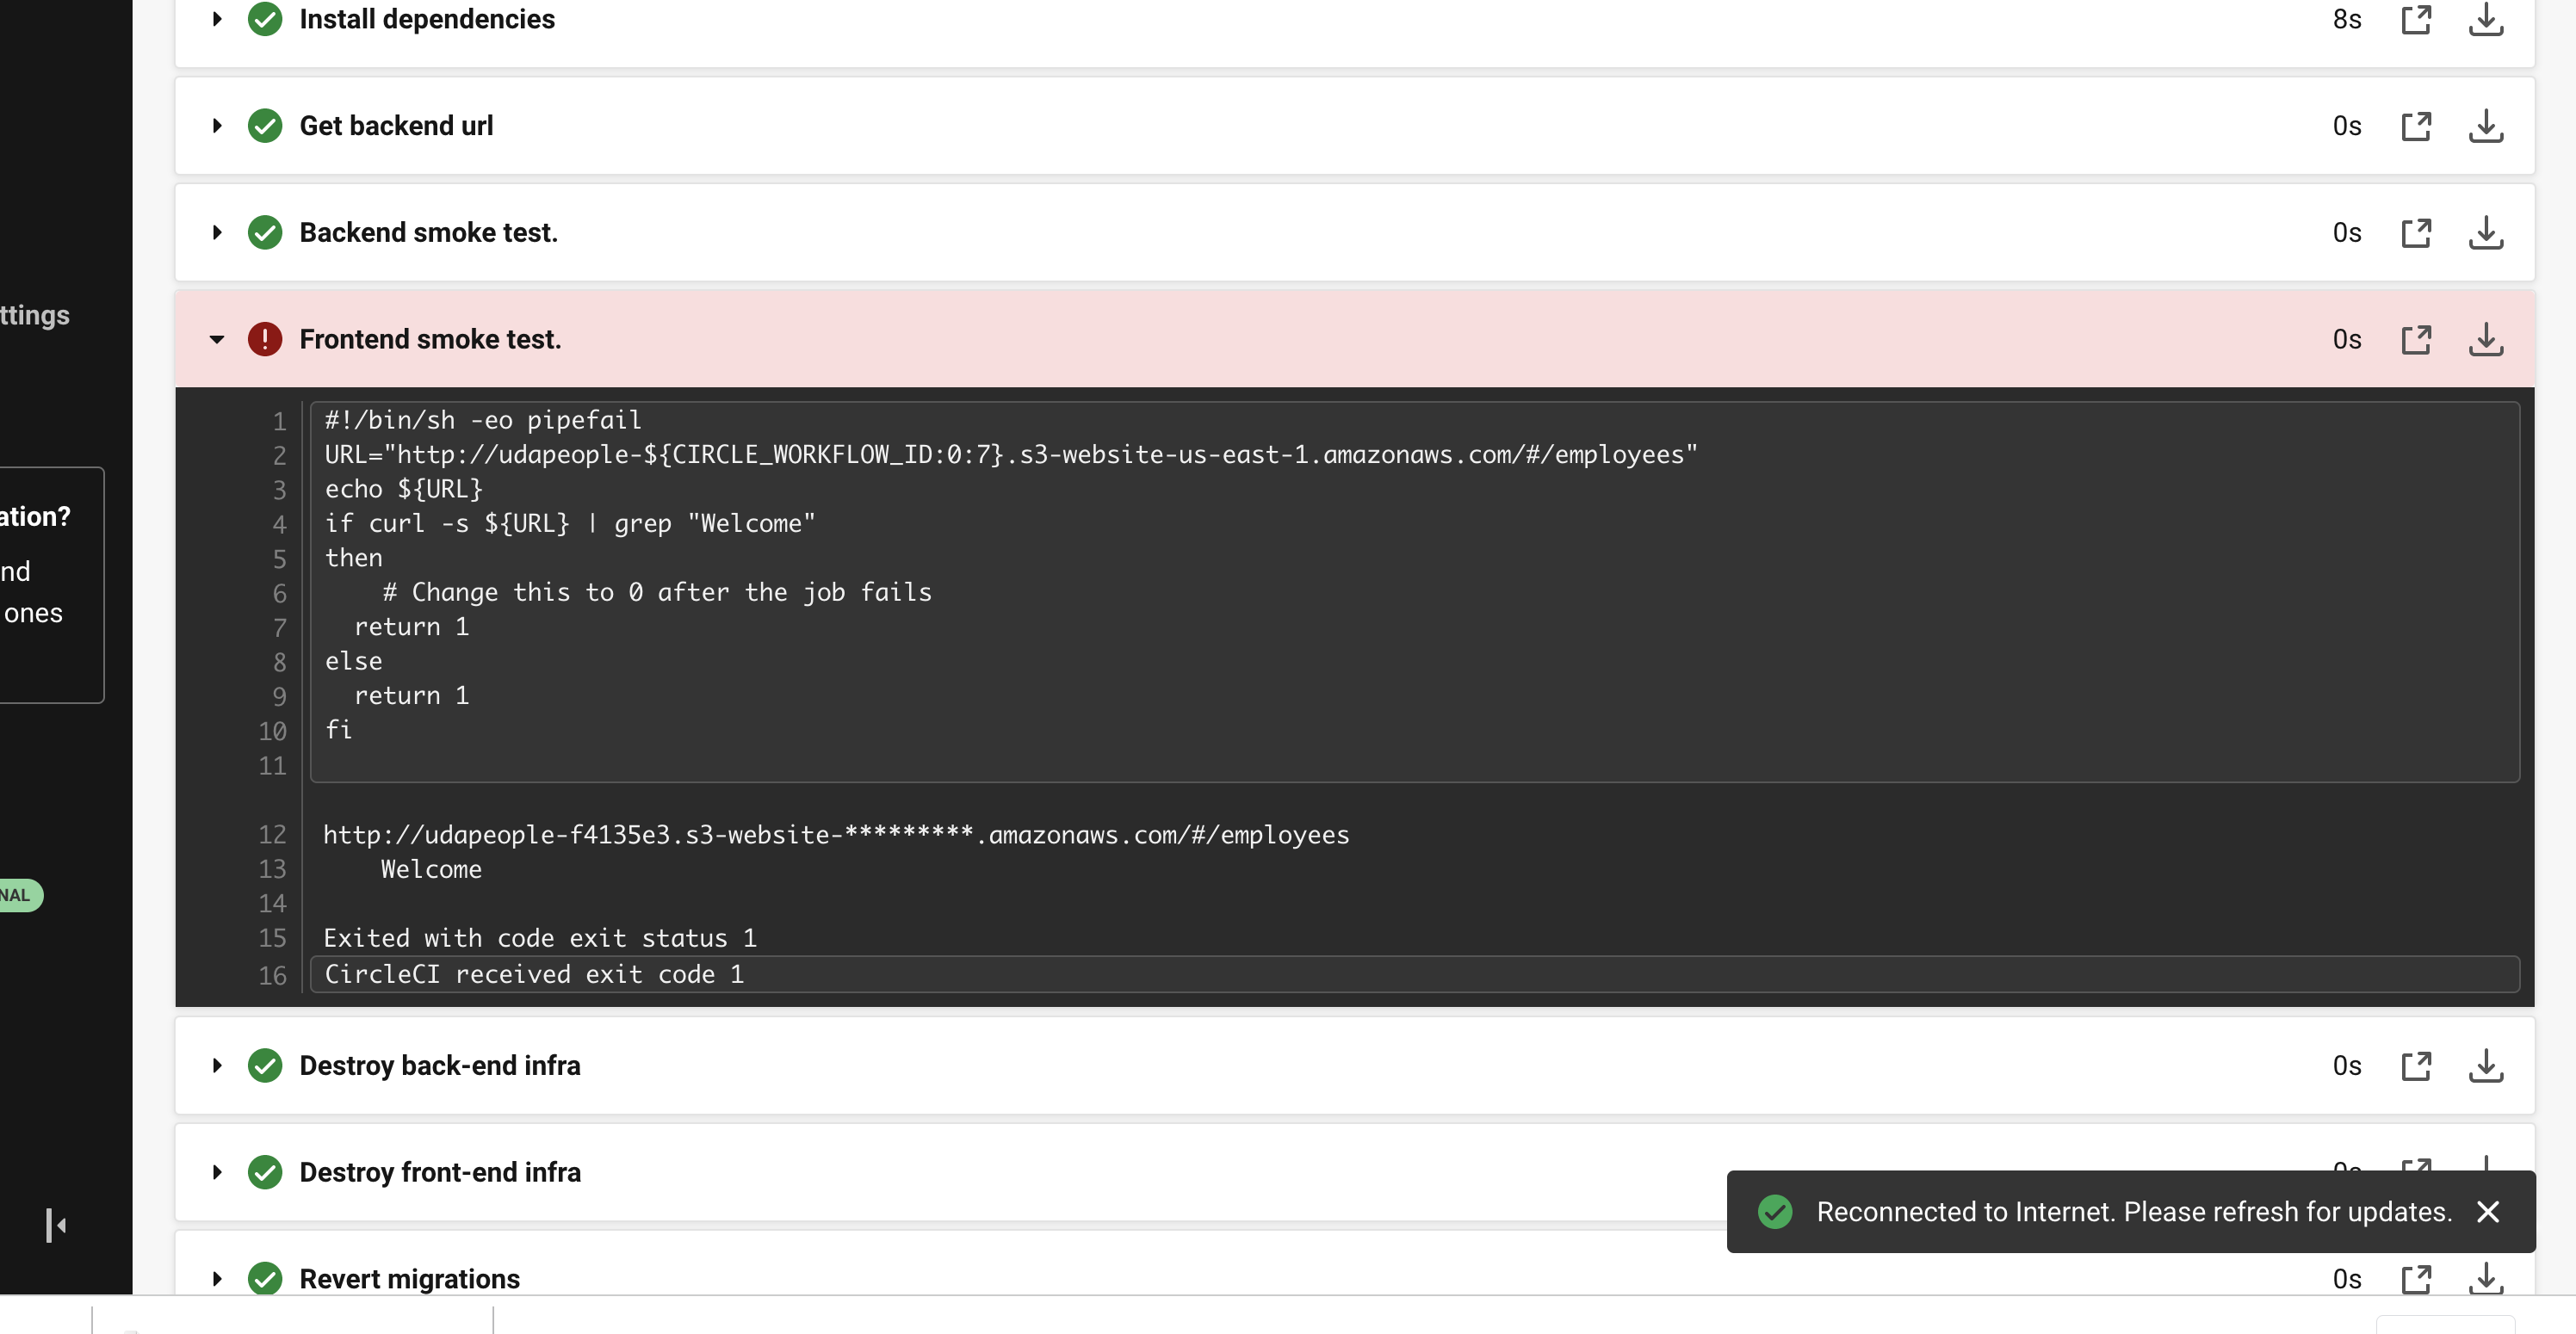 Install dependencies 8s
Get backend url 0s
Backend smoke test. 0s
ttings
Frontend smoke test. 0s
1 #!/bin/sh -eo pipefail
2 URL="http://udapeople-${CIRCLE_WORKFLOW_ID:0:7}.s3-website-us-east-1.amazonaws.com/#/employees"
3 echo ${URL}
4 if curl -s ${URL} | grep "Welcome"
ation?
5 then
nd
6 # Change this to 0 after the job fails
ones
7 return 1
8 else
9 return 1
10 fi
11
12 http://udapeople-f4135e3.s3-website-*********.amazonaws.com/#/employees
13 Welcome
NAL
14
15 Exited with code exit status 1
16 CircleCI received exit code 1
Destroy back-end infra 0s
Destroy front-end infra 0s
Reconnected to Internet. Please refresh for updates.
Revert migrations 0s